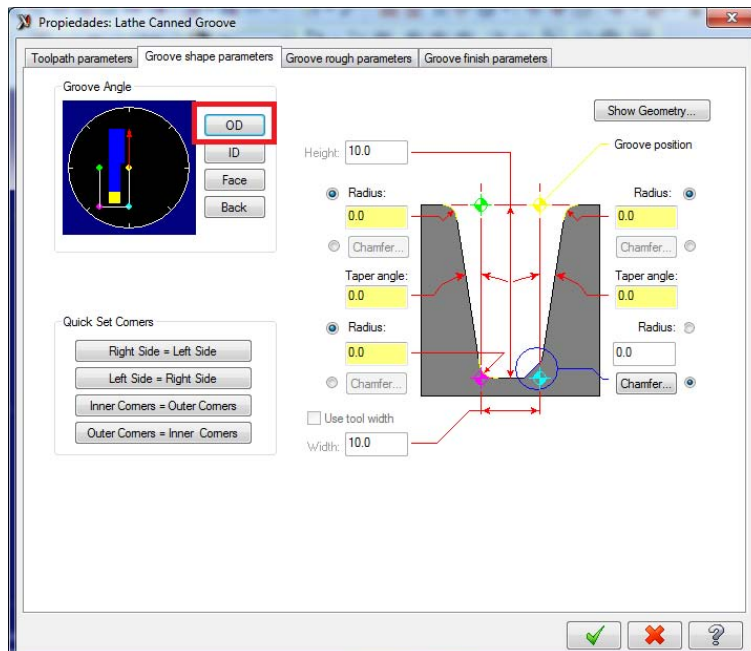 Propiedades: Lathe Canned Groove
Toolpath parameters
Groove shape parameters
Groove rough parameters
Groove finish parameters
Groove Angle
OD
ID
Face
Back
Show Geometry...
Height: 10.0
Groove position
Radius:
0.0
Chamfer...
Taper angle:
0.0
Radius:
0.0
Chamfer...
Radius:
0.0
Chamfer...
Taper angle:
0.0
Radius:
0.0
Chamfer...
Quick Set Corners
Right Side = Left Side
Left Side = Right Side
Inner Corners = Outer Corners
Outer Corners = Inner Corners
Use tool width
Width: 10.0